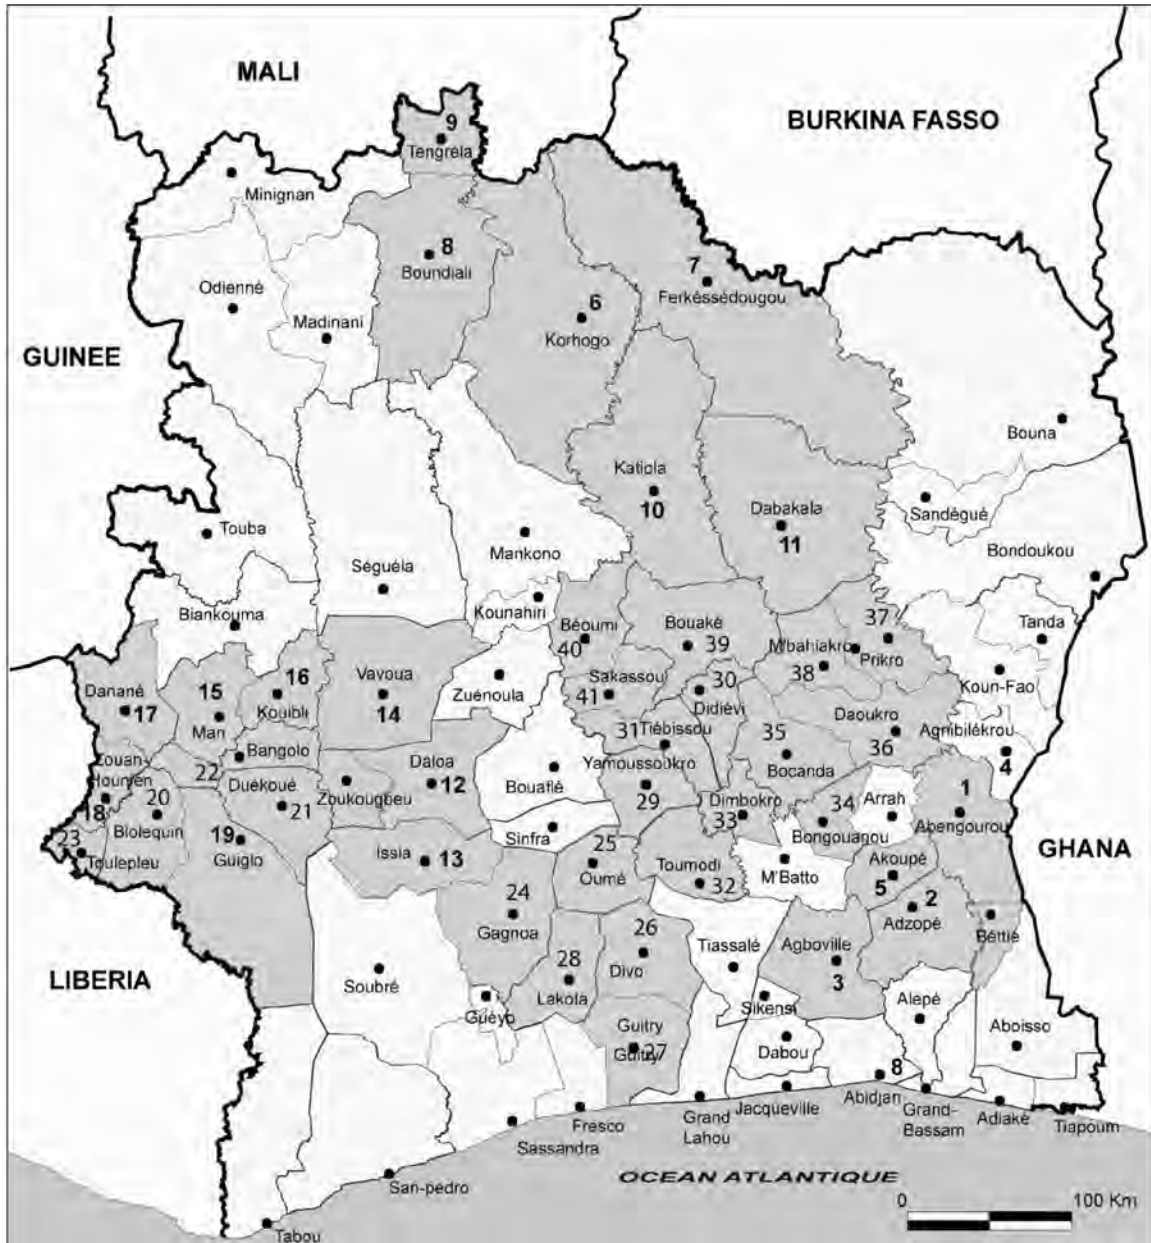 MALI
BURKINA FASSO
9
Tengréla
Minignan
8
Boundiali
7
Ferkéssédougou
Odienné
6
Korhogo
Madinani
GUINEE
Bouna
Katiola
10
Sandégué
Dabakala
11
Touba
Mankono
Bondoukou
Séguéla
Kounahiri
Biankouma
Béoumi
40
Bouaké
39
37
M'bahiakro
38
Prikro
Tanda
Koun-Fao
Danané
17
15
Man
16
Kouibli
Vavoua
14
Zuénoula
Sakassou
41
30
Didiévi
Daoukro
36
Agnibilékrou
4
31
Tiébissou
35
Bocanda
Zouan
Hounien
18
22
Bangolo
Duékoué
21
Zoukougbeu
Daloa
12
Bouaflé
Yamoussoukro
29
Dimbokro
33
34
Bongouanou
Arrah
1
Abengourou
20
Blolequin
19
Guiglo
23
Toulepleu
Sinfra
Issia
13
25
Oumé
Toumodi
32
M'Batto
Akoupé
5
2
Adzopé
GHANA
24
Gagnoa
26
Divo
Tiassalé
Agboville
3
Béttié
LIBERIA
Soubré
28
Lakota
Guéyo
Sikensi
Alepé
Guitry
Guitry
27
Dabou
Aboisso
8
Abidjan
Jacqueville
Grand
Lahou
Grand-
Bassam
Adiaké
Tiapoum
Fresco
Sassandra
San-pedro
Tabou
OCEAN ATLANTIQUE
0
100 Km